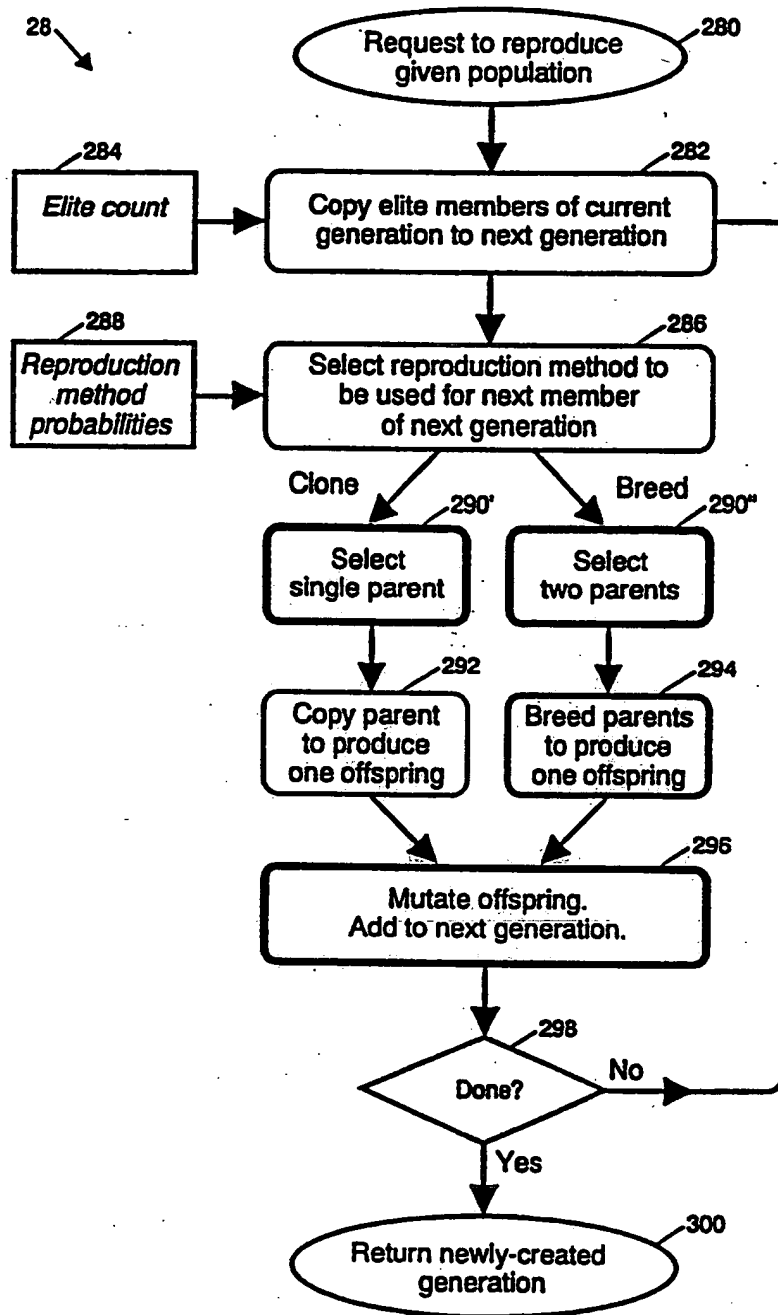 28
Request to reproduce
given population
280
284
Elite count
282
Copy elite members of current
generation to next generation
288
Reproduction
method
probabilities
286
Select reproduction method to
be used for next member
of next generation
Clone
Breed
290'
Select
single parent
290"
Select
two parents
292
Copy parent
to produce
one offspring
294
Breed parents
to produce
one offspring
296
Mutate offspring.
Add to next generation.
298
Done?
No
Yes
300
Return newly-created
generation